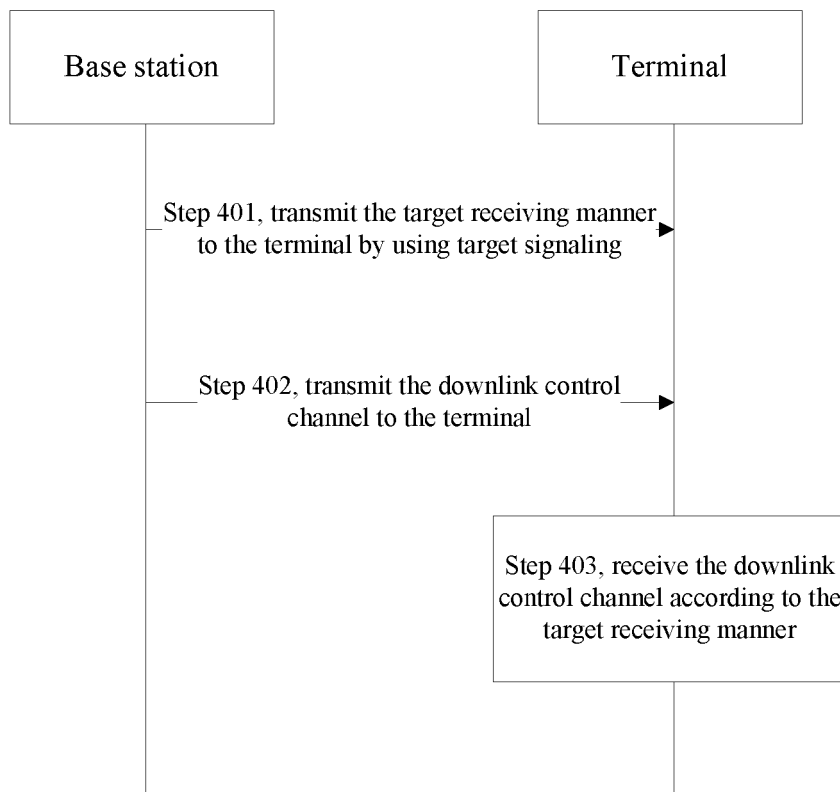 Base station
Terminal
Step 401, transmit the target receiving manner
to the terminal by using target signaling
Step 402, transmit the downlink control
channel to the terminal
Step 403, receive the downlink
control channel according to the
target receiving manner